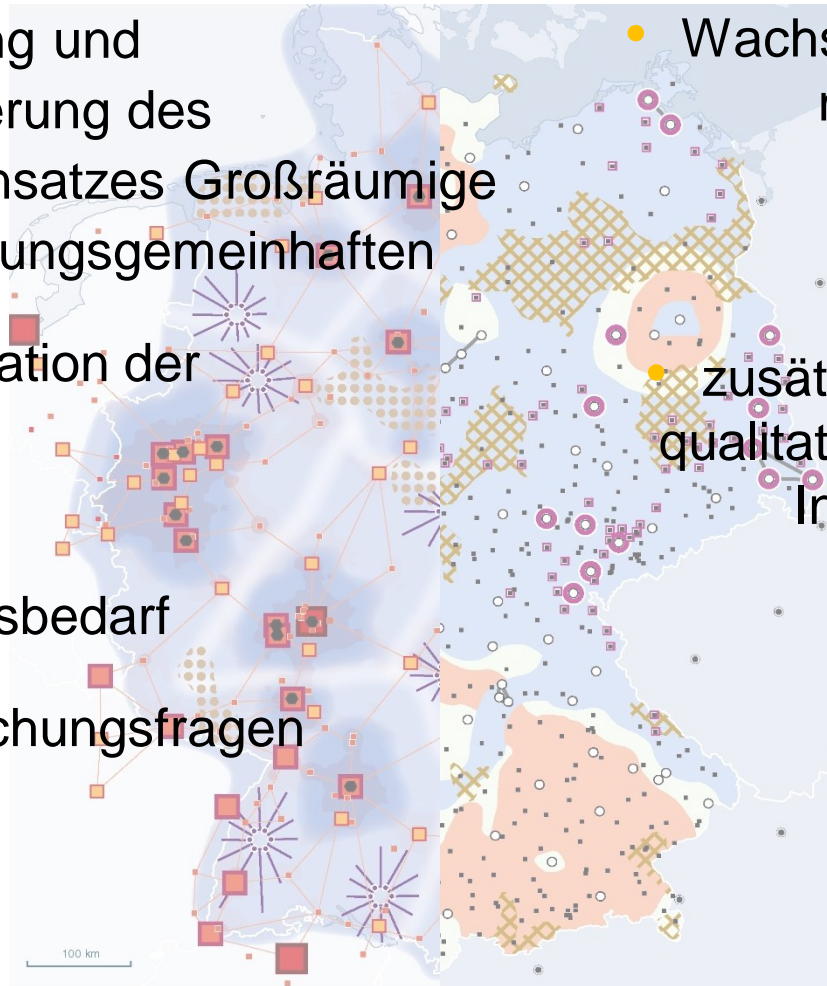 ng und
erung des
nsatzes Großräumige
ungsgemeinhaften
ation der
sbedarf
chungsfragen
100 km
Wachs
zusät
qualitat
In